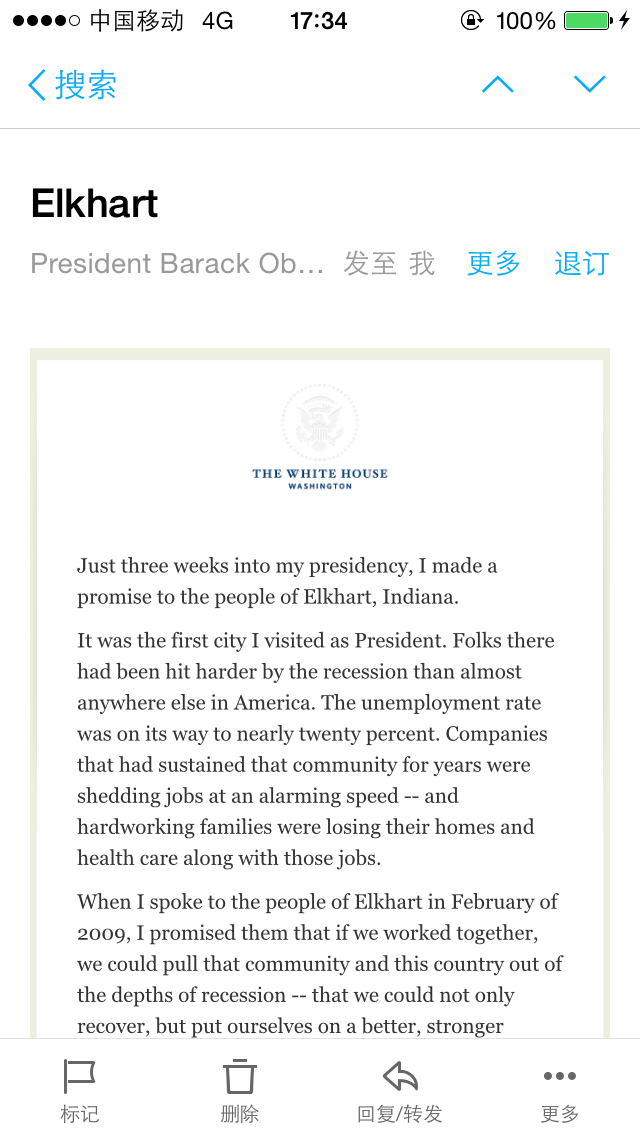 中国移动 4G 17:34 100%
搜索
Elkhart
President Barack Ob... 发至 我 更多 退订
THE WHITE HOUSE
WASHINGTON
Just three weeks into my presidency, I made a
promise to the people of Elkhart, Indiana.
It was the first city I visited as President. Folks there
had been hit harder by the recession than almost
anywhere else in America. The unemployment rate
was on its way to nearly twenty percent. Companies
that had sustained that community for years were
shedding jobs at an alarming speed -- and
hardworking families were losing their homes and
health care along with those jobs.
When I spoke to the people of Elkhart in February of
2009, I promised them that if we worked together,
we could pull that community and this country out of
the depths of recession -- that we could not only
recover, but put ourselves on a better, stronger
标记 删除 回复/转发 更多